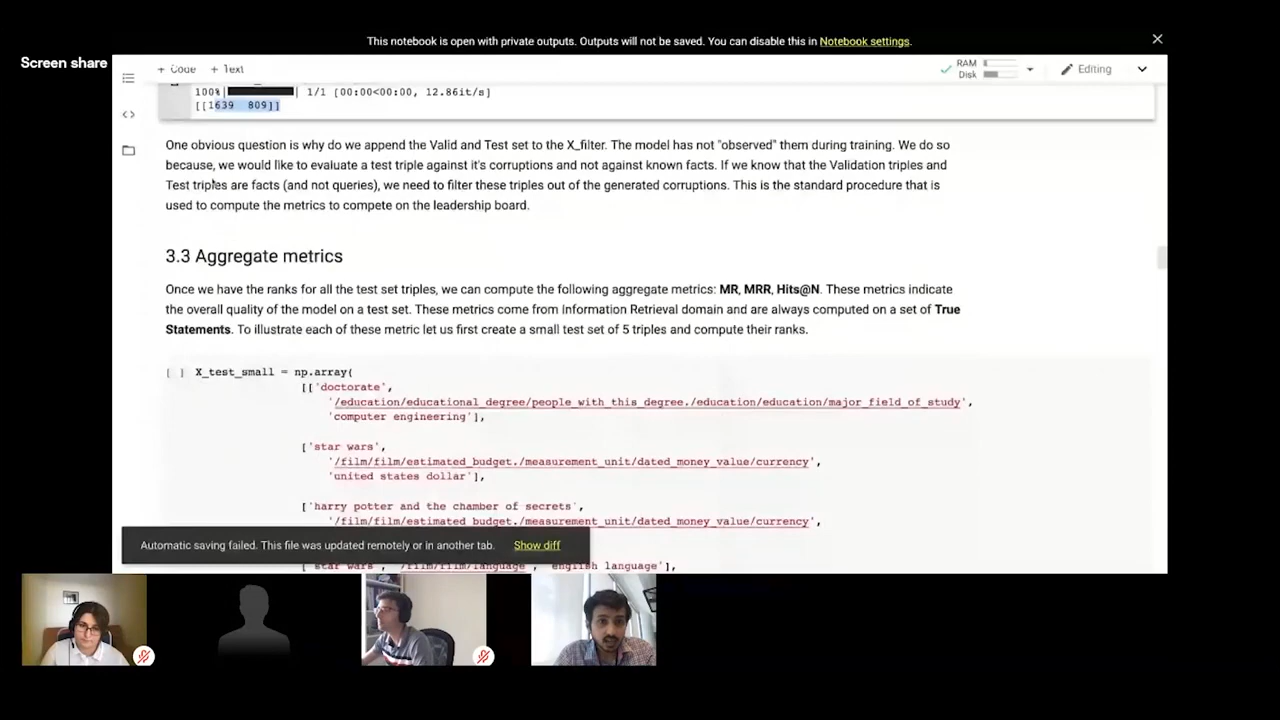 This notebook is open with private outputs. Outputs will not be saved. You can disable this in Notebook settings.
Screen share
+ Code + Text
RAM
Disk
Editing
100%| | 1/1 [00:00<00:00, 12.86it/s]
[[1639 809]]
One obvious question is why do we append the Valid and Test set to the X_filter. The model has not "observed" them during training. We do so
because, we would like to evaluate a test triple against it's corruptions and not against known facts. If we know that the Validation triples and
Test triples are facts (and not queries), we need to filter these triples out of the generated corruptions. This is the standard procedure that is
used to compute the metrics to compete on the leadership board.
3.3 Aggregate metrics
Once we have the ranks for all the test set triples, we can compute the following aggregate metrics: MR, MRR, Hits@N. These metrics indicate
the overall quality of the model on a test set. These metrics come from Information Retrieval domain and are always computed on a set of True
Statements. To illustrate each of these metric let us first create a small test set of 5 triples and compute their ranks.
[ ] X_test_small = np.array(
[['doctorate',
'/education/educational_degree/people_with_this_degree./education/education/major_field_of_study',
'computer engineering'],
['star wars',
'/film/film/estimated_budget./measurement_unit/dated_money_value/currency',
'united states dollar'],
['harry potter and the chamber of secrets',
'/film/film/estimated_budget./measurement_unit/dated_money_value/currency',
Automatic saving failed. This file was updated remotely or in another tab. Show diff
['star wars', '/film/film/language', 'english language'],